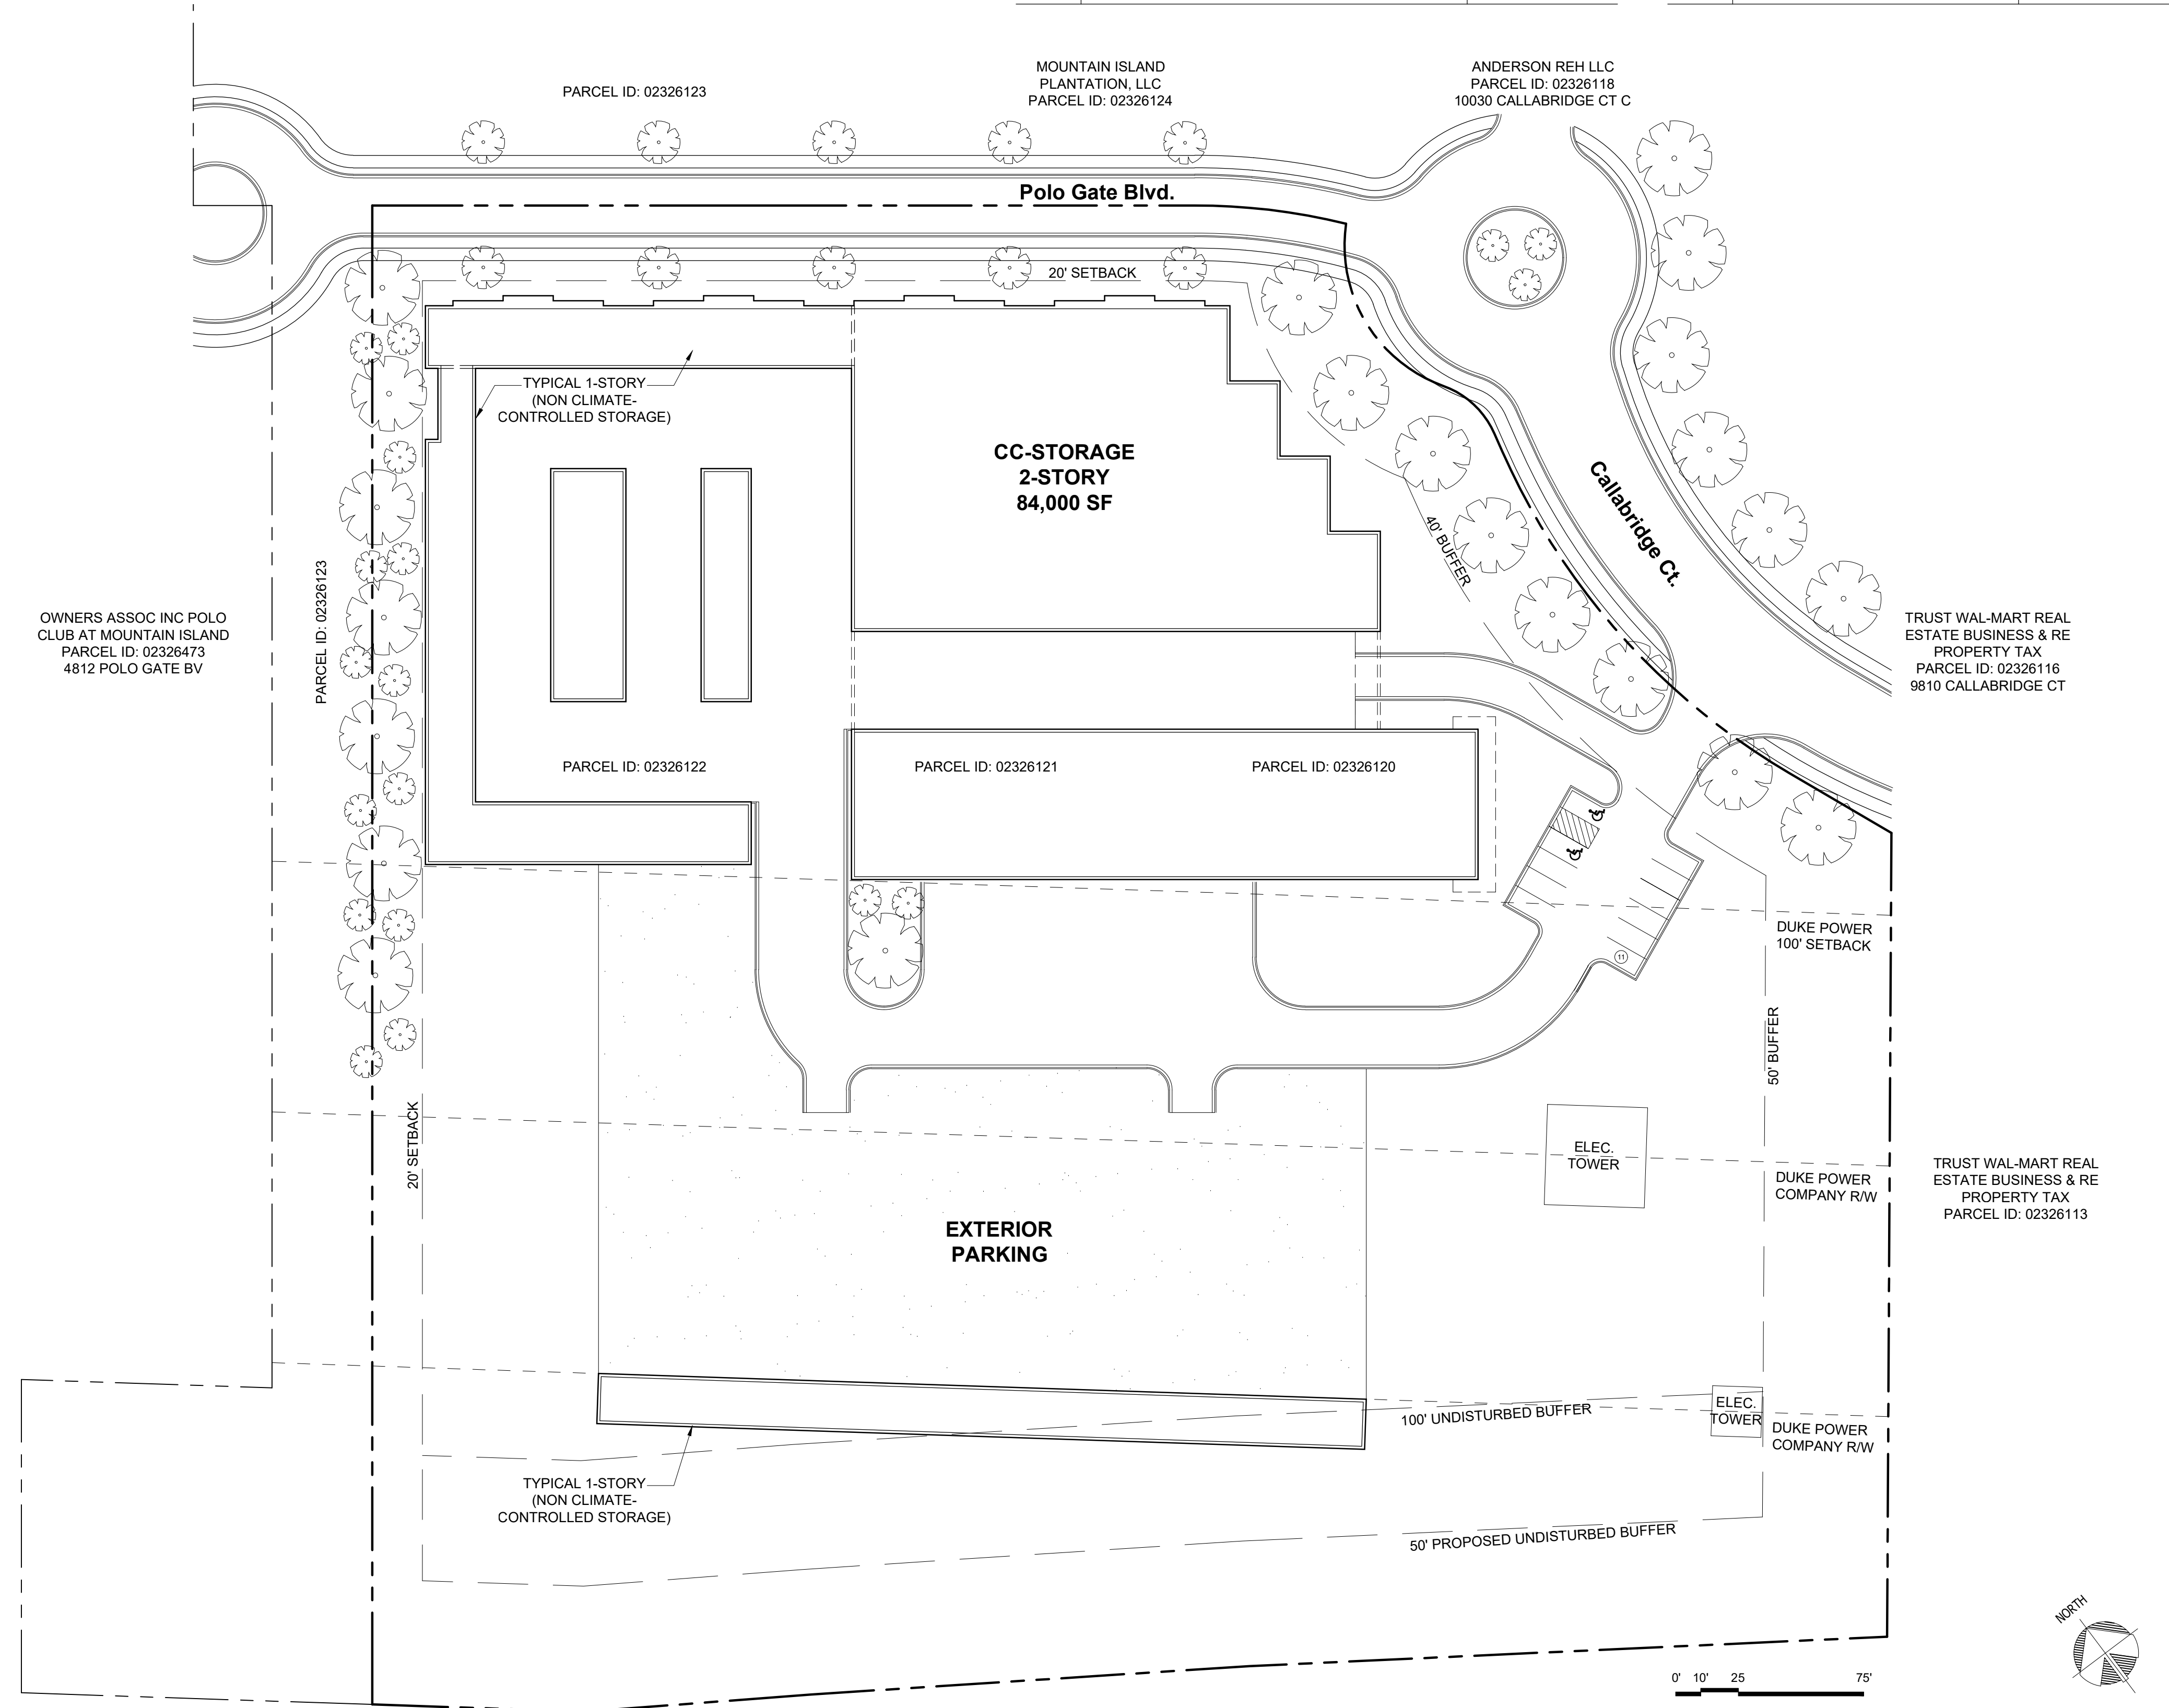 PARCEL ID: 02326123
MOUNTAIN ISLAND
PLANTATION, LLC
PARCEL ID: 02326124
ANDERSON REH LLC
PARCEL ID: 02326118
10030 CALLABRIDGE CT C
Polo Gate Blvd.
20' SETBACK
TYPICAL 1-STORY
(NON CLIMATE-
CONTROLLED STORAGE)
CC-STORAGE
2-STORY
84,000 SF
40' BUFFER
Callabridge Ct.
OWNERS ASSOC INC POLO
CLUB AT MOUNTAIN ISLAND
PARCEL ID: 02326473
4812 POLO GATE BV
PARCEL ID: 02326123
TRUST WAL-MART REAL
ESTATE BUSINESS & RE
PROPERTY TAX
PARCEL ID: 02326116
9810 CALLABRIDGE CT
PARCEL ID: 02326122
PARCEL ID: 02326121
PARCEL ID: 02326120
DUKE POWER
100' SETBACK
11
50' BUFFER
20' SETBACK
ELEC.
TOWER
DUKE POWER
COMPANY R/W
TRUST WAL-MART REAL
ESTATE BUSINESS & RE
PROPERTY TAX
PARCEL ID: 02326113
EXTERIOR
PARKING
100' UNDISTURBED BUFFER
ELEC.
TOWER
DUKE POWER
COMPANY R/W
TYPICAL 1-STORY
(NON CLIMATE-
CONTROLLED STORAGE)
50' PROPOSED UNDISTURBED BUFFER
NORTH
0' 10' 25 75'